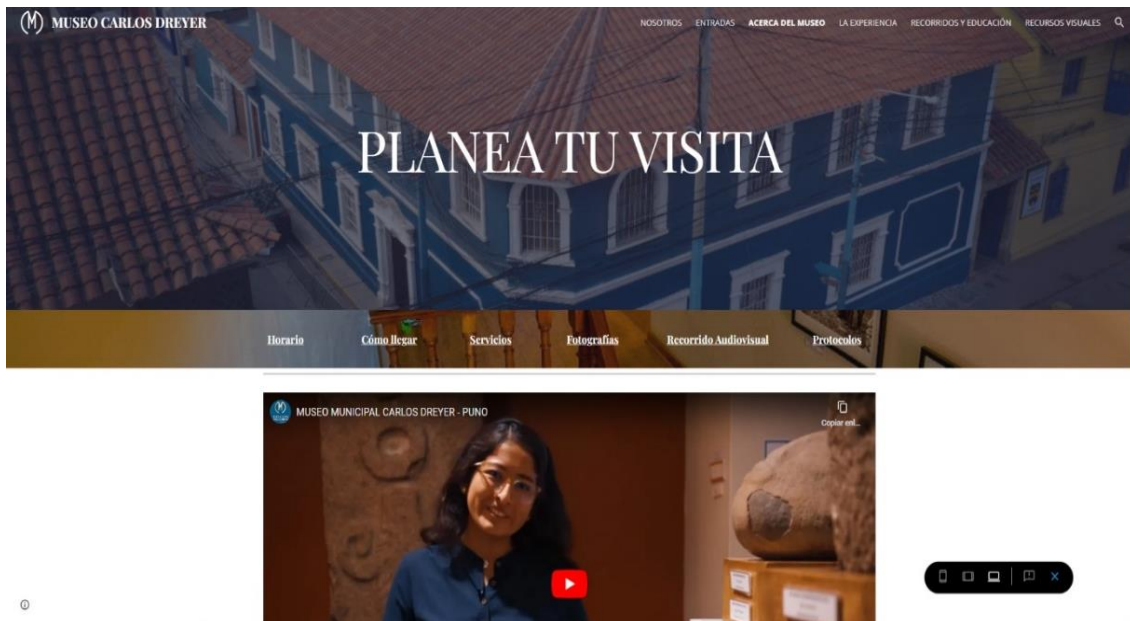 MUSEO CARLOS DREYER
NOSOTROS ENTRADAS ACERCA DEL MUSEO LA EXPERIENCIA RECORRIDOS Y EDUCACIÓN RECURSOS VISUALES
PLANEA TU VISITA
Horario Cómo llegar Servicios Fotografías Recorrido Audiovisual Protocolos
MUSEO MUNICIPAL CARLOS DREYER - PUNO
Copiar enl...